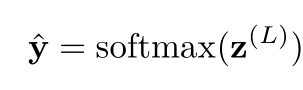 ŷ = softmax(z^{(L)})